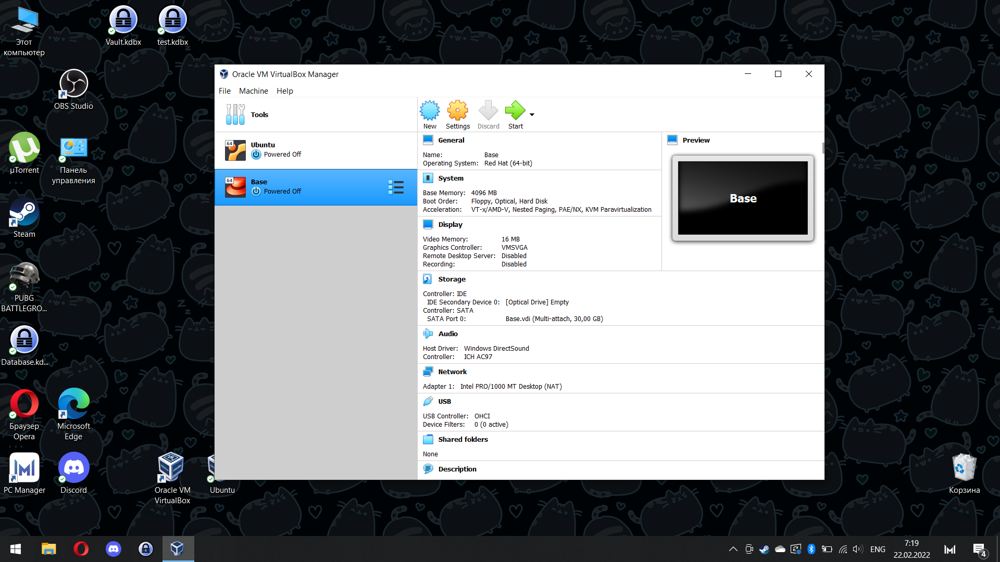 Этот
компьютер
Vault.kdbx
test.kdbx
OBS Studio
µTorrent
Панель
управления
Steam
PUBG
BATTLEGRO...
Database.kd...
Браузер
Opera
Microsoft
Edge
PC Manager
Discord
Oracle VM
VirtualBox
Ubuntu
Корзина
Oracle VM VirtualBox Manager
File Machine Help
Tools
New Settings Discard Start
64
Ubuntu
Powered Off
64
Base
Powered Off
General
Name: Base
Operating System: Red Hat (64-bit)
System
Base Memory: 4096 MB
Boot Order: Floppy, Optical, Hard Disk
Acceleration: VT-x/AMD-V, Nested Paging, PAE/NX, KVM Paravirtualization
Display
Video Memory: 16 MB
Graphics Controller: VMSVGA
Remote Desktop Server: Disabled
Recording: Disabled
Preview
Base
Storage
Controller: IDE
IDE Secondary Device 0: [Optical Drive] Empty
Controller: SATA
SATA Port 0: Base.vdi (Multi-attach, 30,00 GB)
Audio
Host Driver: Windows DirectSound
Controller: ICH AC97
Network
Adapter 1: Intel PRO/1000 MT Desktop (NAT)
USB
USB Controller: OHCI
Device Filters: 0 (0 active)
Shared folders
None
Description
ENG
7:19
22.02.2022
4